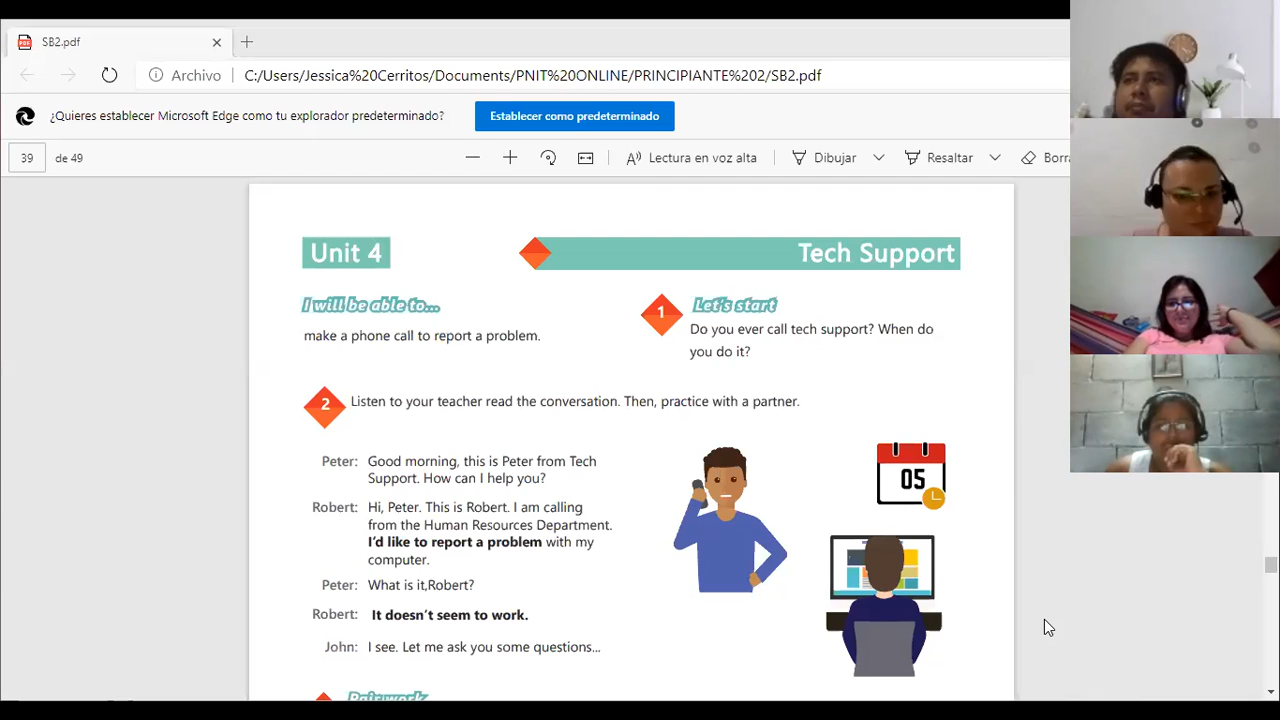 SB2.pdf
Archivo C:/Users/Jessica%20Cerritos/Documents/PNIT%20ONLINE/PRINCIPIANTE%202/SB2.pdf
¿Quieres establecer Microsoft Edge como tu explorador predeterminado? Establecer como predeterminado
39 de 49 Lectura en voz alta Dibujar Resaltar Borra
Unit 4 Tech Support
I will be able to...
make a phone call to report a problem.
1 Let's start
Do you ever call tech support? When do
you do it?
2 Listen to your teacher read the conversation. Then, practice with a partner.
Peter: Good morning, this is Peter from Tech
Support. How can I help you?
Robert: Hi, Peter. This is Robert. I am calling
from the Human Resources Department.
I'd like to report a problem with my
computer.
Peter: What is it,Robert?
Robert: It doesn't seem to work.
John: I see. Let me ask you some questions...
05
Pair work